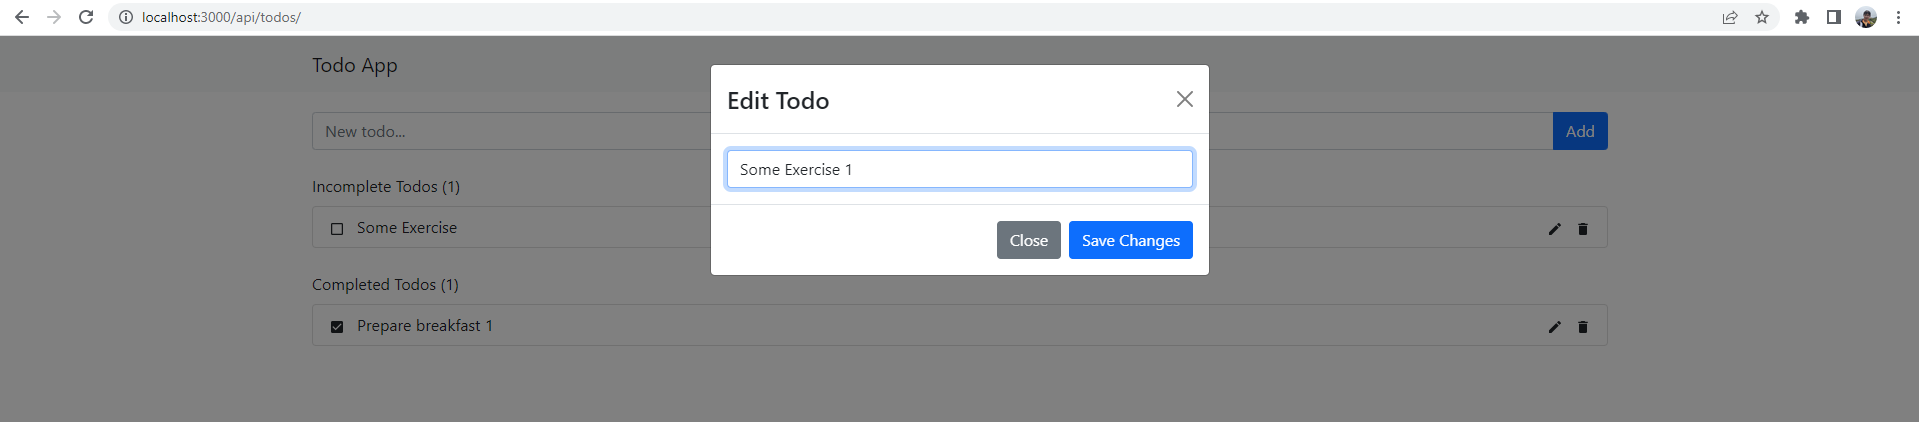 localhost:3000/api/todos/
Todo App
Edit Todo
New todo...
Add
Some Exercise 1
Incomplete Todos (1)
Some Exercise
Close
Save Changes
Completed Todos (1)
Prepare breakfast 1